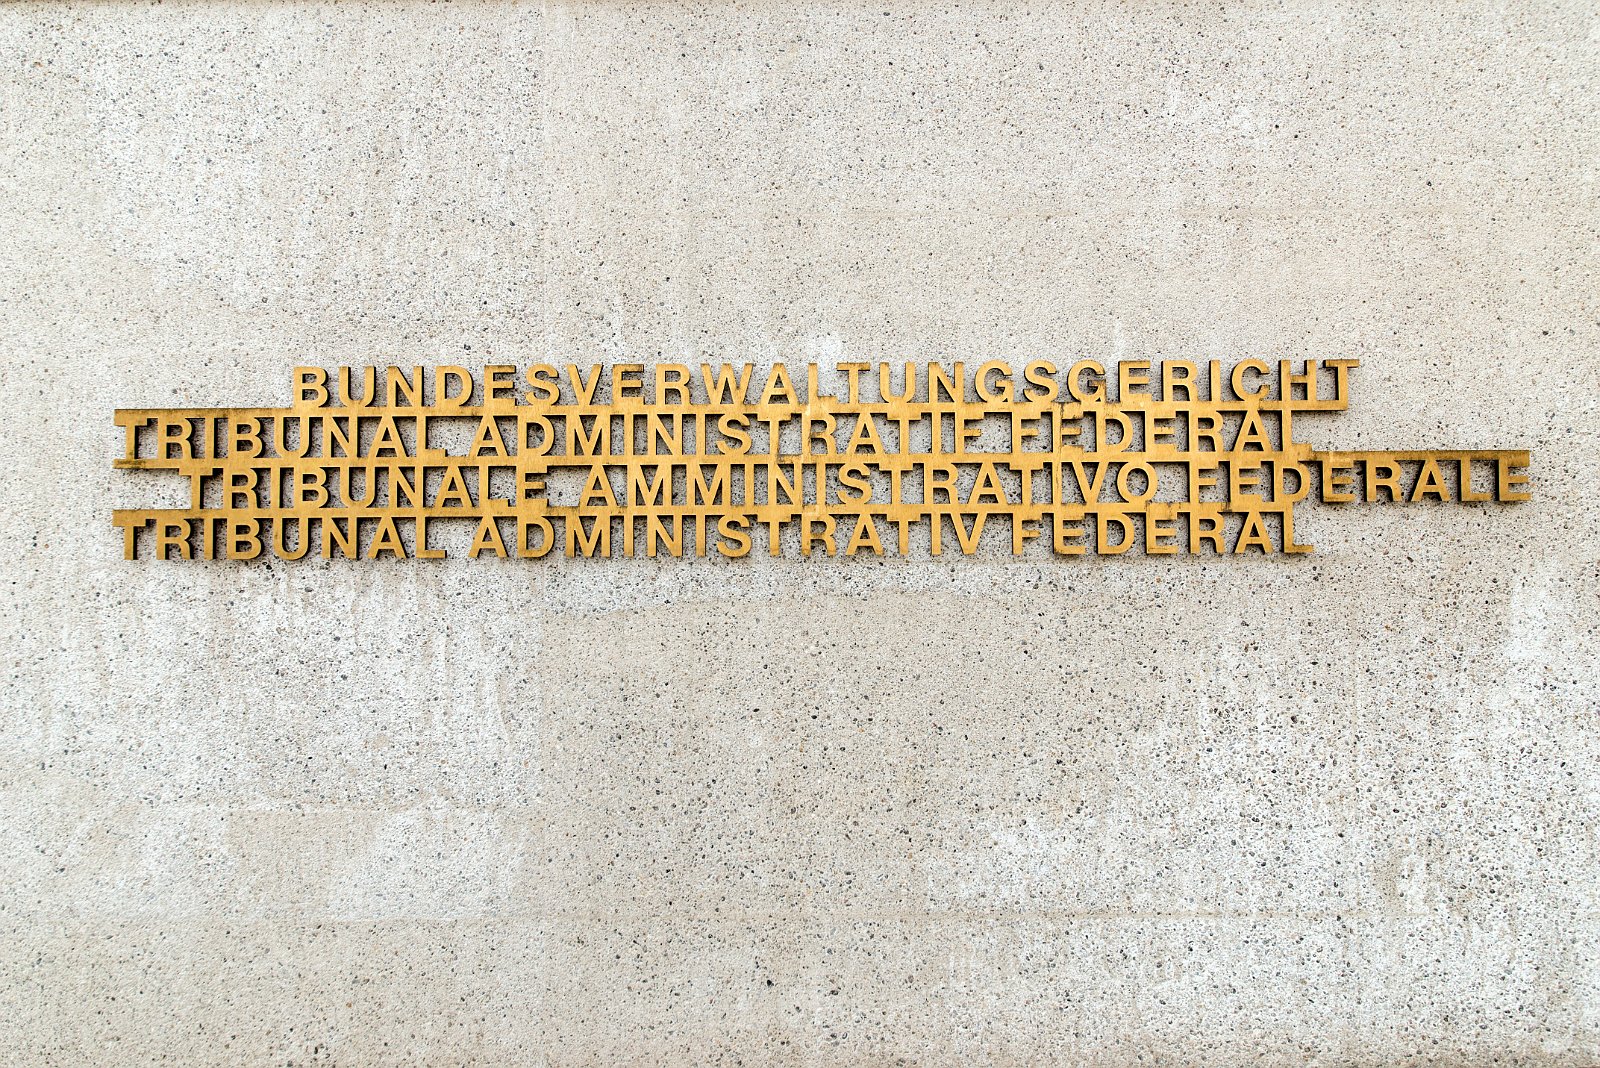 BUNDESVERWALTUNGSGERICHT
TRIBUNAL ADMINISTRATIF FEDERAL
TRIBUNALE AMMINISTRATIVO FEDERALE
TRIBUNAL ADMINISTRATIV FEDERAL